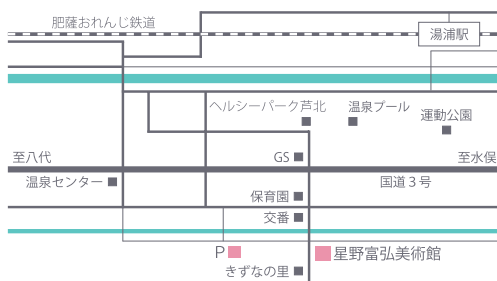 肥薩おれんじ鉄道
湯浦駅
ヘルシーパーク芦北
温泉プール
運動公園
至八代
GS
至水俣
温泉センター
国道3号
保育園
交番
P
星野富弘美術館
きずなの里